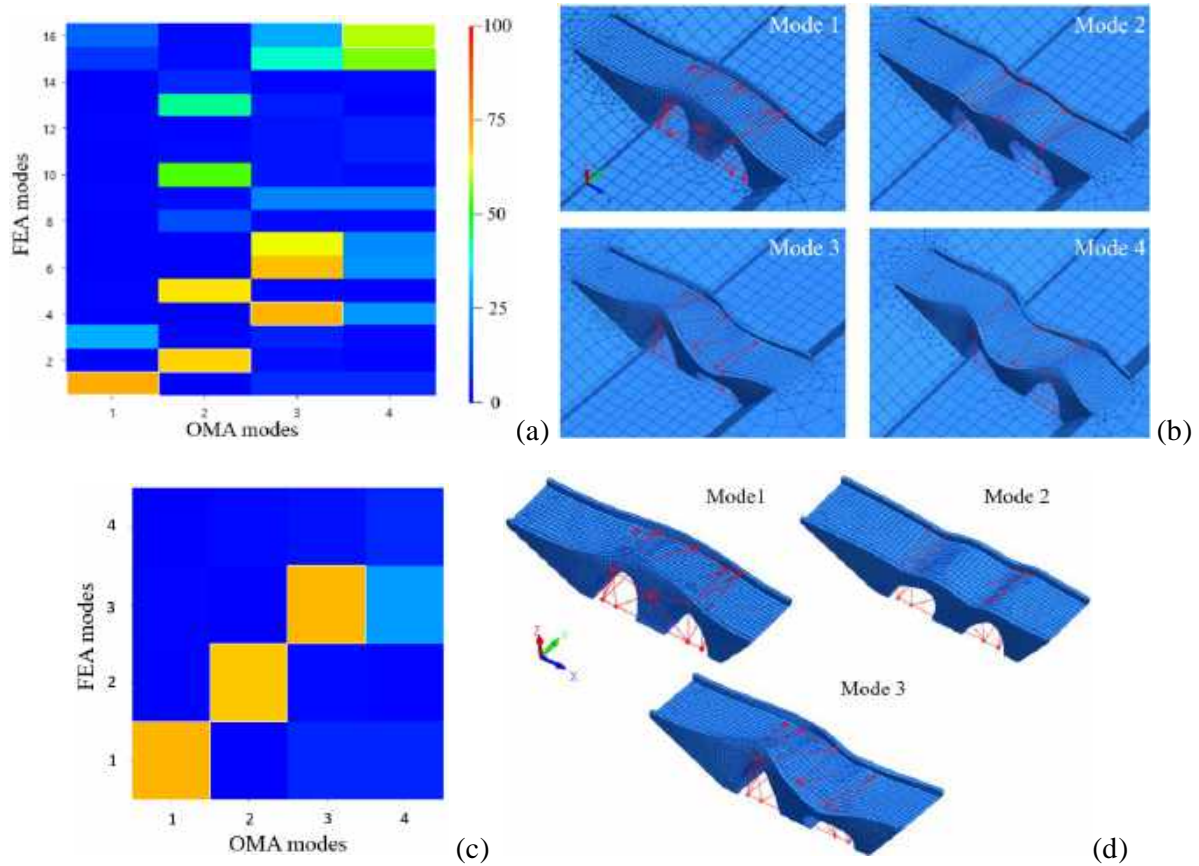 16
14
12
10
8
6
4
2
FEA modes
1 2 3 4
OMA modes
100
75
50
25
0
(a)
Mode 1
Mode 2
Mode 3
Mode 4
(b)
4
3
2
1
FEA modes
1 2 3 4
OMA modes
(c)
Mode1
Mode 2
Z
X
Mode 3
(d)